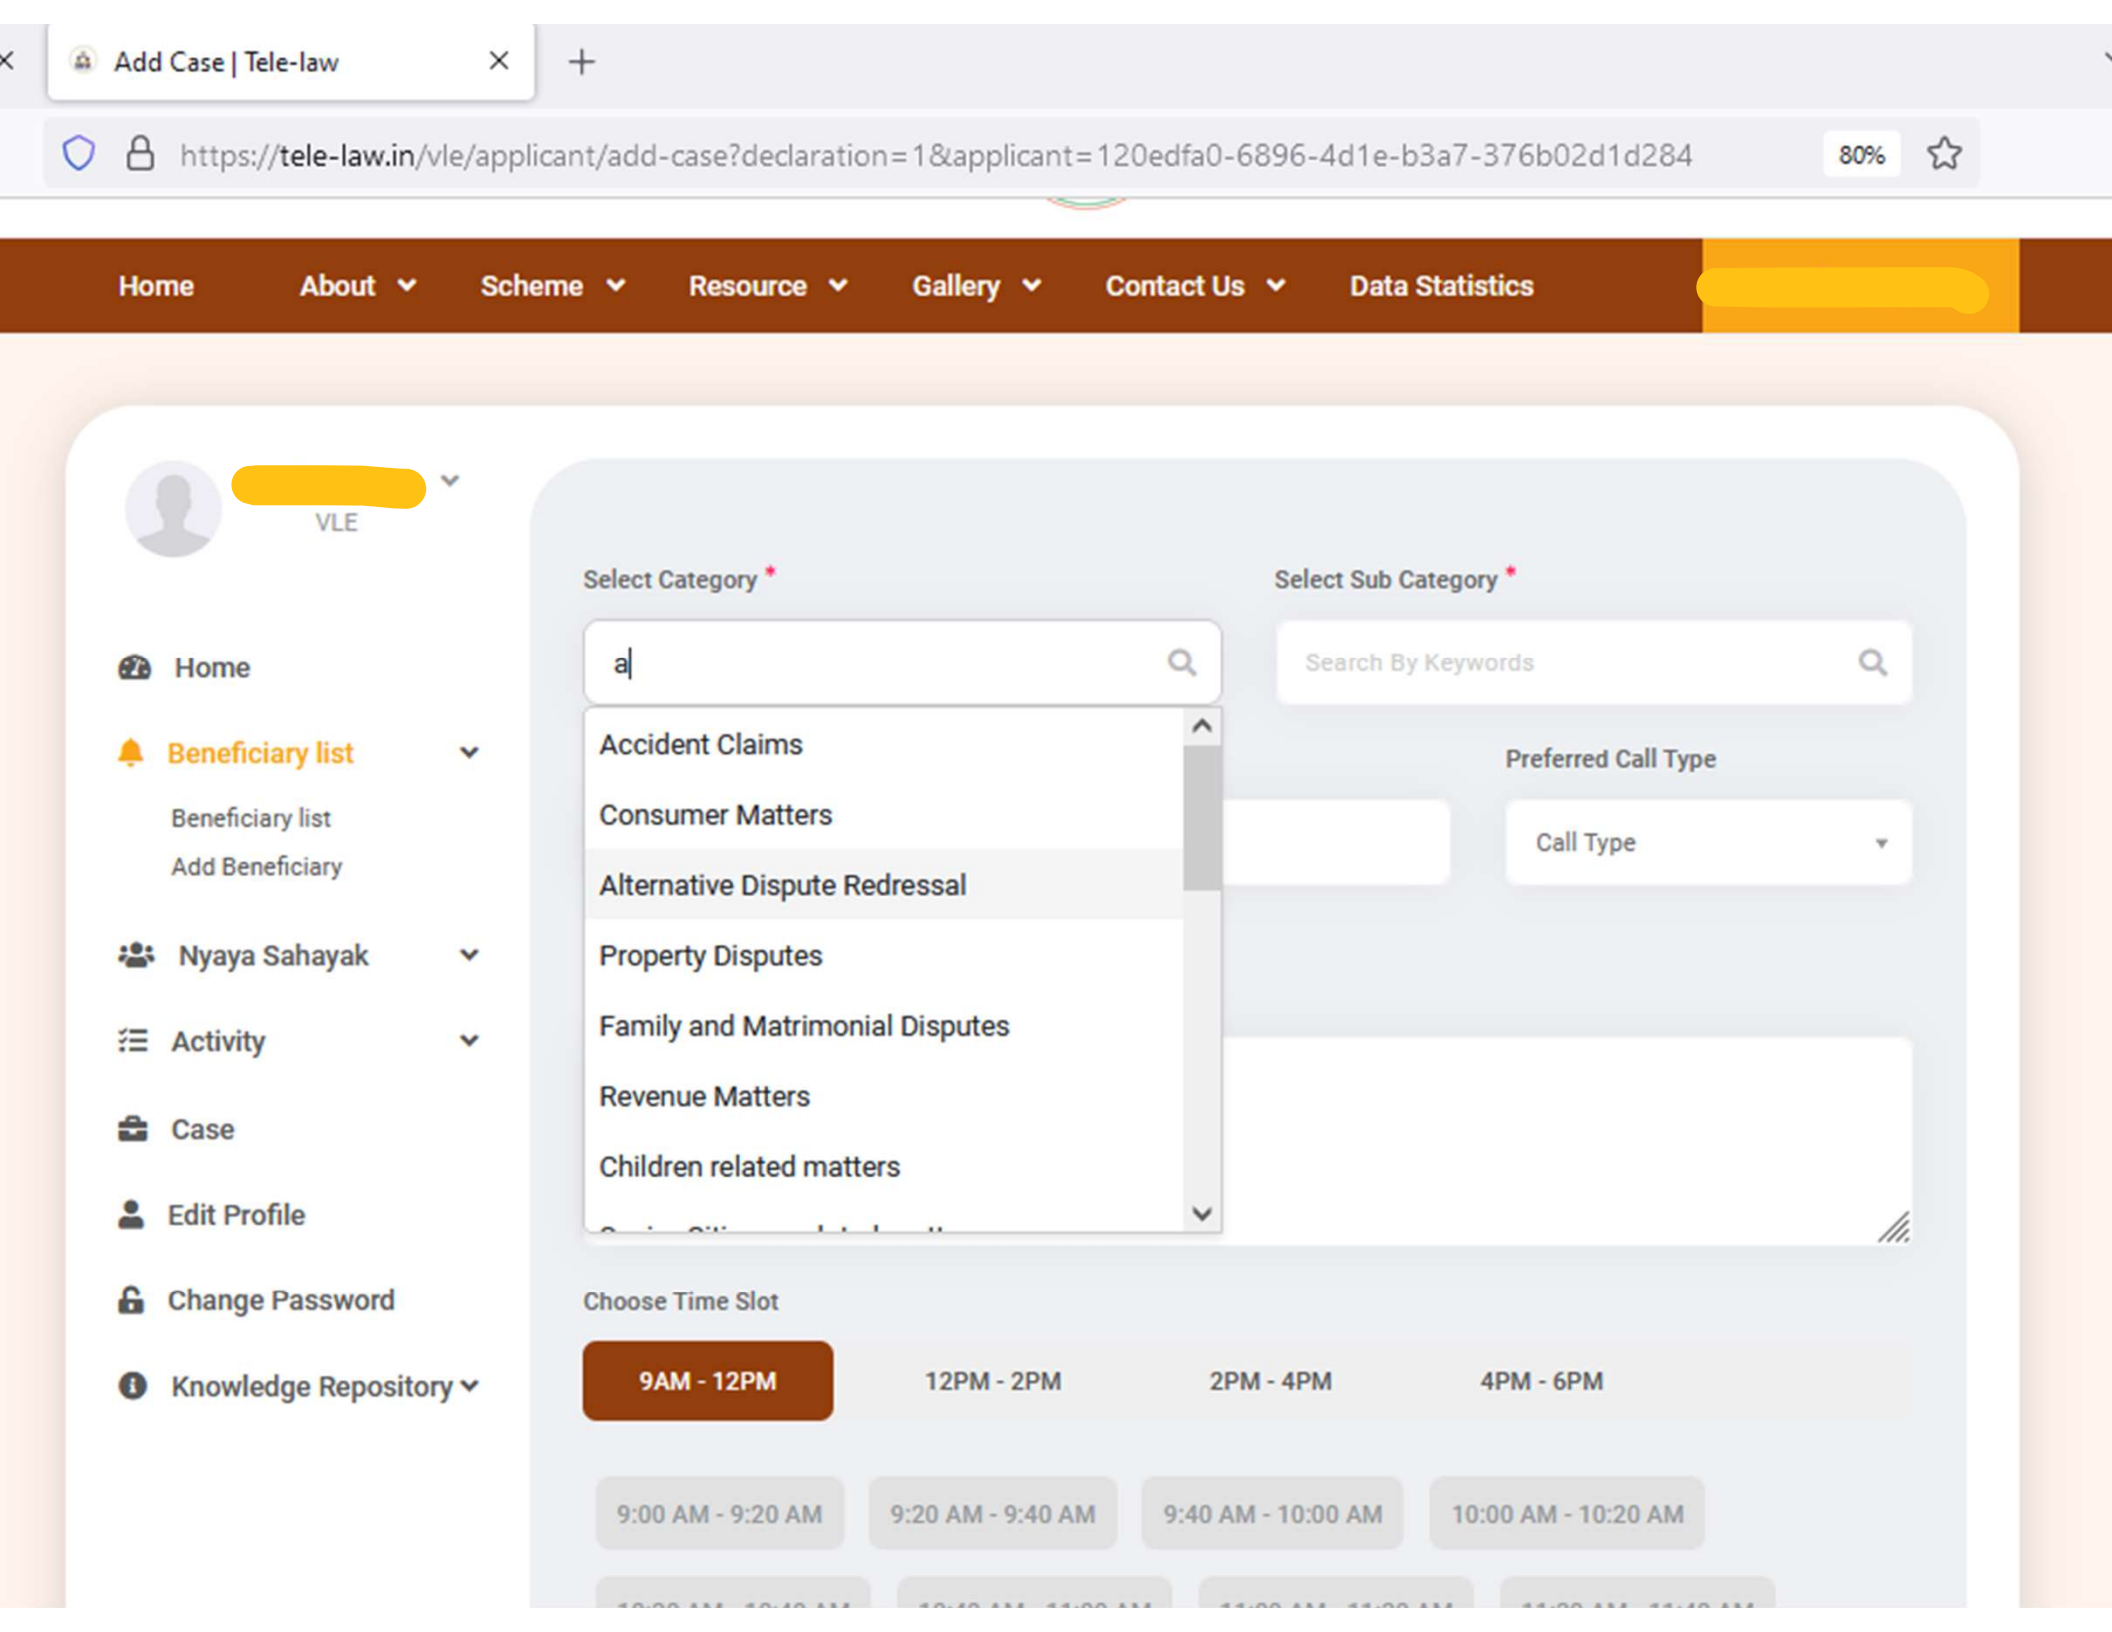 Add Case | Tele-law
https://tele-law.in/vle/applicant/add-case?declaration=1&applicant=120edfa0-6896-4d1e-b3a7-376b02d1d284 80%
Home About Scheme Resource Gallery Contact Us Data Statistics
VLE
Home
Beneficiary list
Beneficiary list
Add Beneficiary
Nyaya Sahayak
Activity
Case
Edit Profile
Change Password
Knowledge Repository
Select Category * Select Sub Category *
a Search By Keywords
Accident Claims
Consumer Matters
Alternative Dispute Redressal
Property Disputes
Family and Matrimonial Disputes
Revenue Matters
Children related matters
Preferred Call Type
Call Type
Choose Time Slot
9AM - 12PM 12PM - 2PM 2PM - 4PM 4PM - 6PM
9:00 AM - 9:20 AM 9:20 AM - 9:40 AM 9:40 AM - 10:00 AM 10:00 AM - 10:20 AM